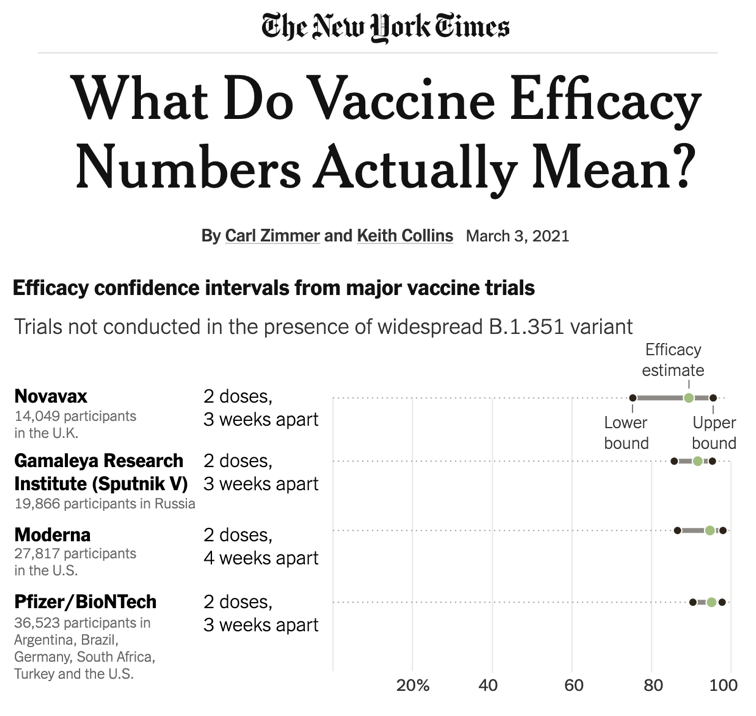 The New York Times
What Do Vaccine Efficacy
Numbers Actually Mean?
By Carl Zimmer and Keith Collins March 3, 2021
Efficacy confidence intervals from major vaccine trials
Trials not conducted in the presence of widespread B.1.351 variant
Efficacy
estimate
Novavax
14,049 participants
in the U.K.
2 doses,
3 weeks apart
Lower
bound
Upper
bound
Gamaleya Research
Institute (Sputnik V)
19,866 participants in Russia
2 doses,
3 weeks apart
Moderna
27,817 participants
in the U.S.
2 doses,
4 weeks apart
Pfizer/BioNTech
36,523 participants in
Argentina, Brazil,
Germany, South Africa,
Turkey and the U.S.
2 doses,
3 weeks apart
20% 40 60 80 100